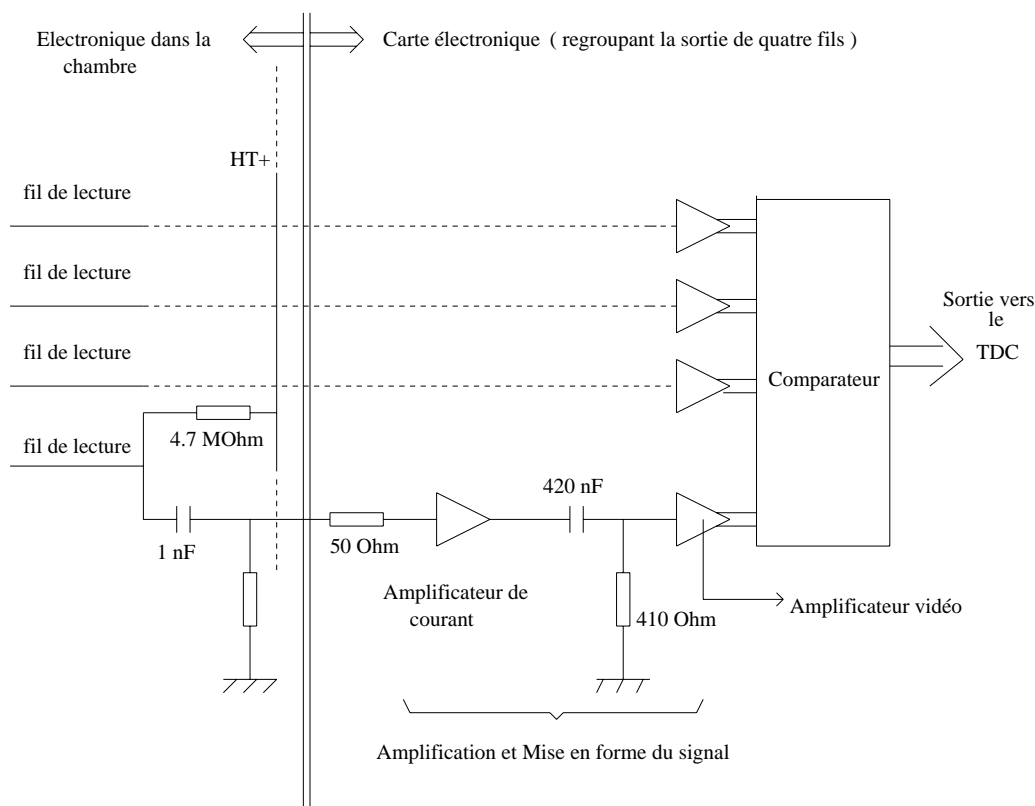 Electronique dans la
chambre
Carte électronique ( regroupant la sortie de quatre fils )
HT+
fil de lecture
fil de lecture
fil de lecture
fil de lecture
4.7 MOhm
1 nF
50 Ohm
420 nF
Amplificateur de
courant
410 Ohm
Comparateur
Sortie vers
le
TDC
Amplificateur vidéo
Amplification et Mise en forme du signal